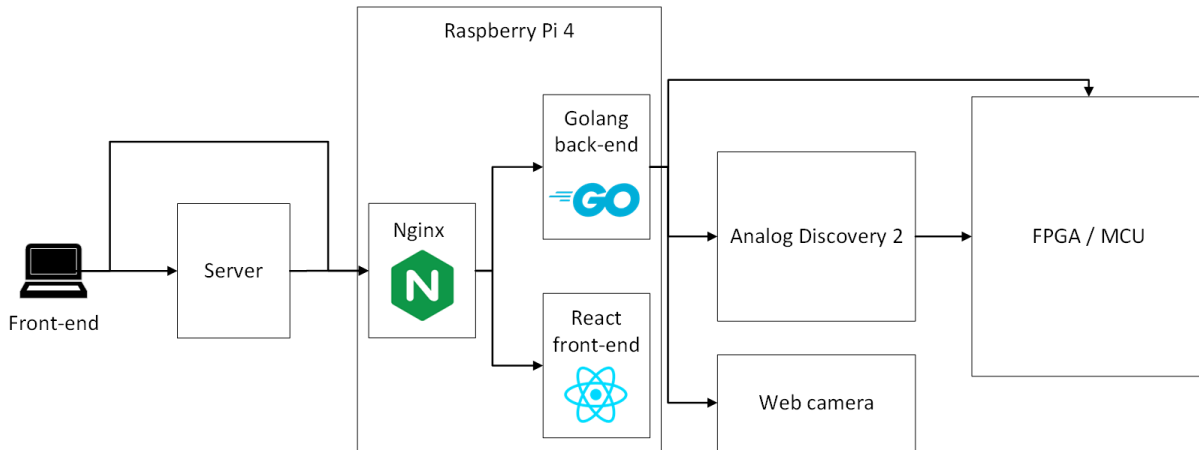 Raspberry Pi 4
Golang
back-end
GO
Nginx
N
Server
Front-end
React
front-end
Analog Discovery 2
FPGA / MCU
Web camera